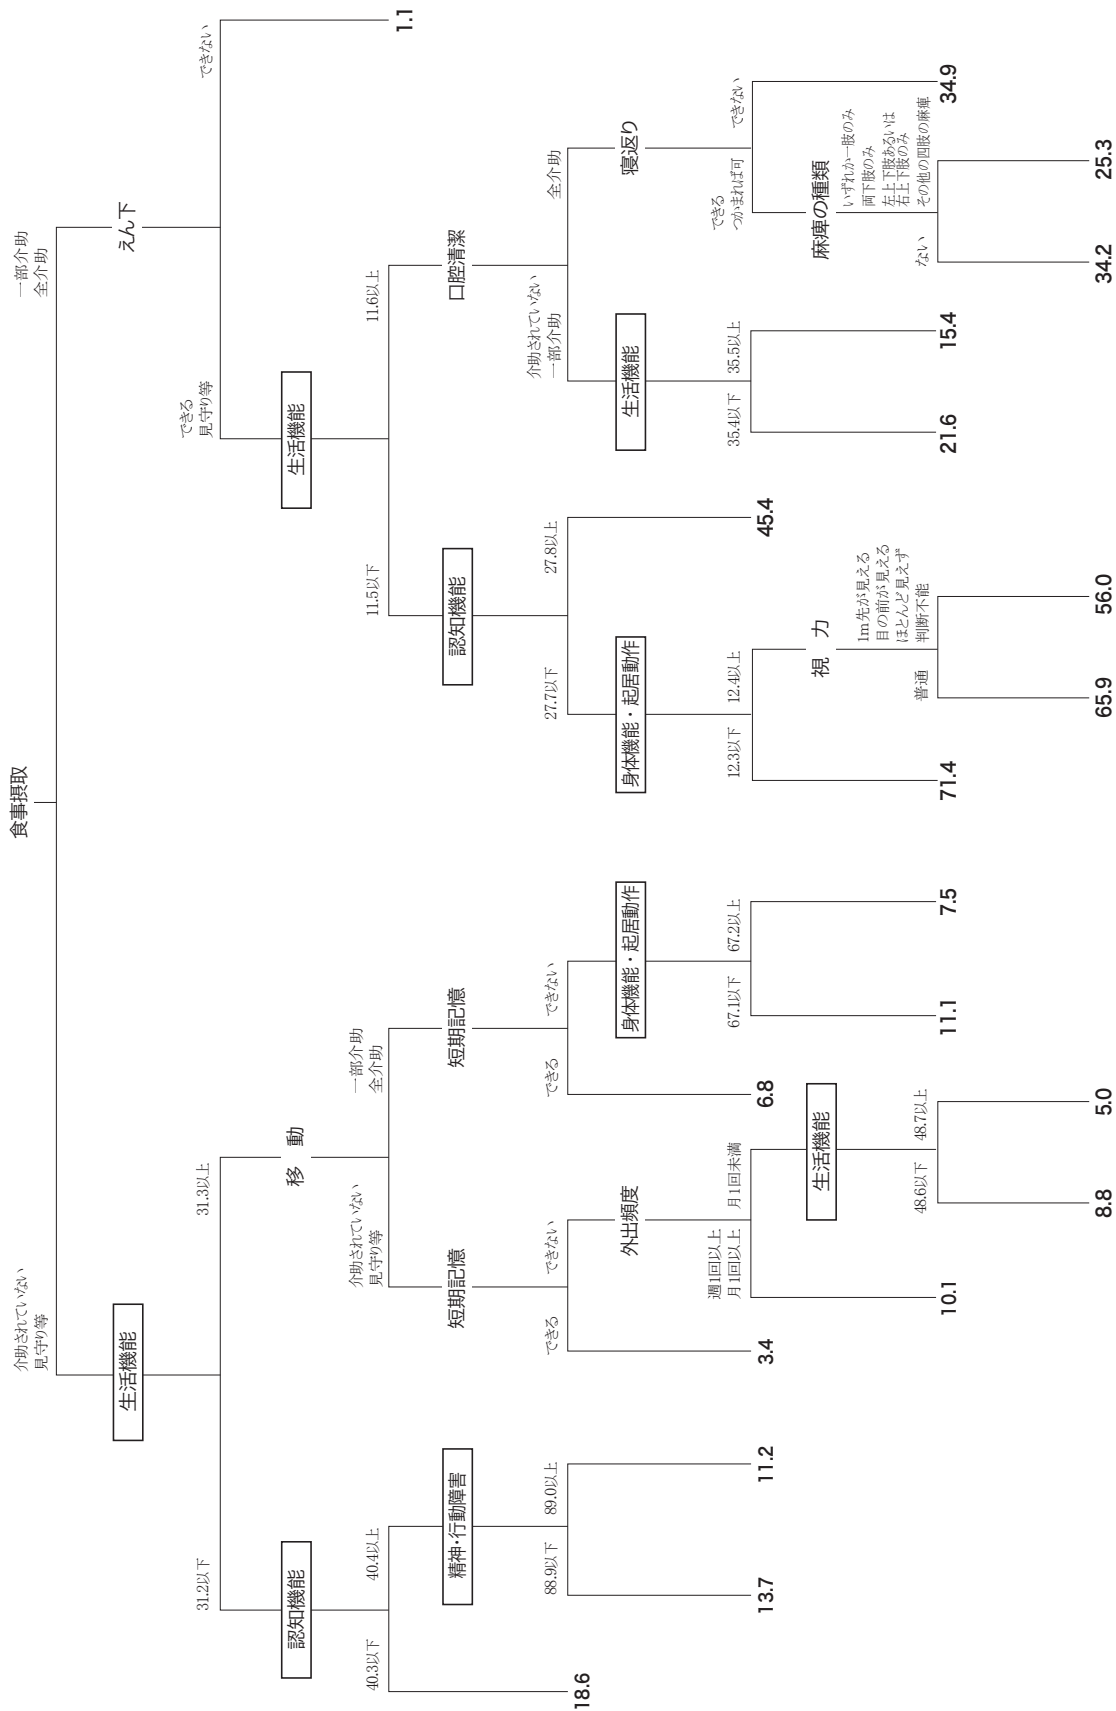 食事摂取
介助されていない
見守り等
一部介助
全介助
生活機能
えん下
31.2以下
31.3以上
できる
見守り等
できない
認知機能
移　動
生活機能
1.1
40.3以下
40.4以上
介助されていない
見守り等
一部介助
全介助
11.5以下
11.6以上
18.6
精神・行動障害
短期記憶
短期記憶
認知機能
口腔清潔
88.9以下
89.0以上
できる
できない
できる
できない
27.7以下
27.8以上
介助されていない
一部介助
全介助
13.7
11.2
3.4
外出頻度
6.8
身体機能・起居動作
身体機能・起居動作
45.4
生活機能
寝返り
週1回以上
月1回以上
月1回未満
67.1以下
67.2以上
12.3以下
12.4以上
35.4以下
35.5以上
できる
つかまれば可
できない
10.1
生活機能
11.1
7.5
71.4
視　力
21.6
15.4
麻痺の種類
34.9
48.6以下
48.7以上
普通
1m先が見える
目の前が見える
ほとんど見えず
判断不能
ない
いずれか一肢のみ
両下肢のみ
左上下肢あるいは
右上下肢のみ
その他の四肢の麻痺
8.8
5.0
65.9
56.0
34.2
25.3